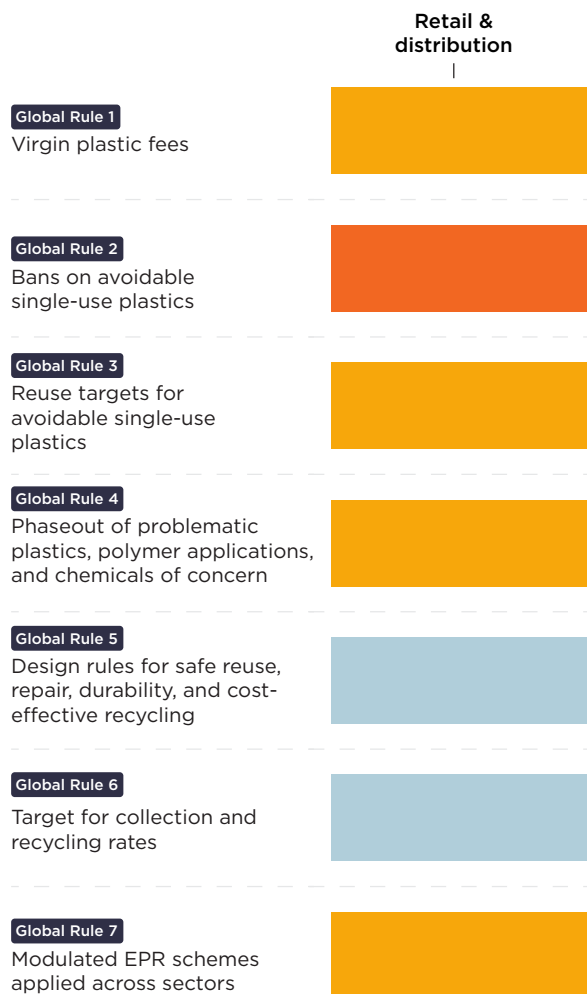 Retail &
distribution
Global Rule 1
Virgin plastic fees
Global Rule 2
Bans on avoidable
single-use plastics
Global Rule 3
Reuse targets for
avoidable single-use
plastics
Global Rule 4
Phaseout of problematic
plastics, polymer applications,
and chemicals of concern
Global Rule 5
Design rules for safe reuse,
repair, durability, and cost-
effective recycling
Global Rule 6
Target for collection and
recycling rates
Global Rule 7
Modulated EPR schemes
applied across sectors